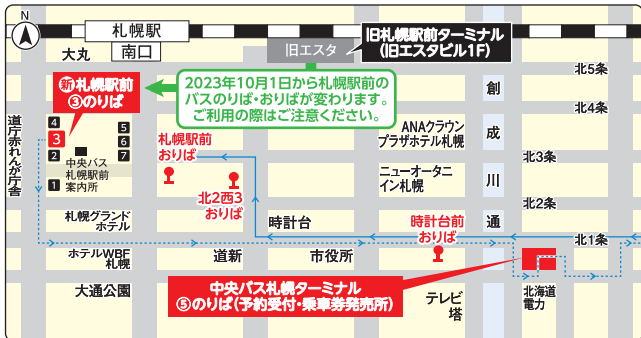 N
札幌駅
南口
大丸
旧エスタ
旧札幌駅前ターミナル
(旧エスタビル1F)
新札幌駅前
③のりば
2023年10月1日から札幌駅前の
バスのりば・おりばが変わります。
ご利用の際はご注意ください。
北5条
北4条
北3条
北2条
北1条
創
成
川
通
道庁赤れんが庁舎
4
3
2
1
5
6
7
中央バス
札幌駅前
案内所
札幌駅前
おりば
北2西3
おりば
ANAクラウン
プラザホテル札幌
ニューオータニ
イン札幌
札幌グランド
ホテル
時計台
時計台前
おりば
ホテルWBF
札幌
道新
市役所
大通公園
中央バス札幌ターミナル
⑤のりば(予約受付・乗車券発売所)
テレビ
塔
北海道
電力